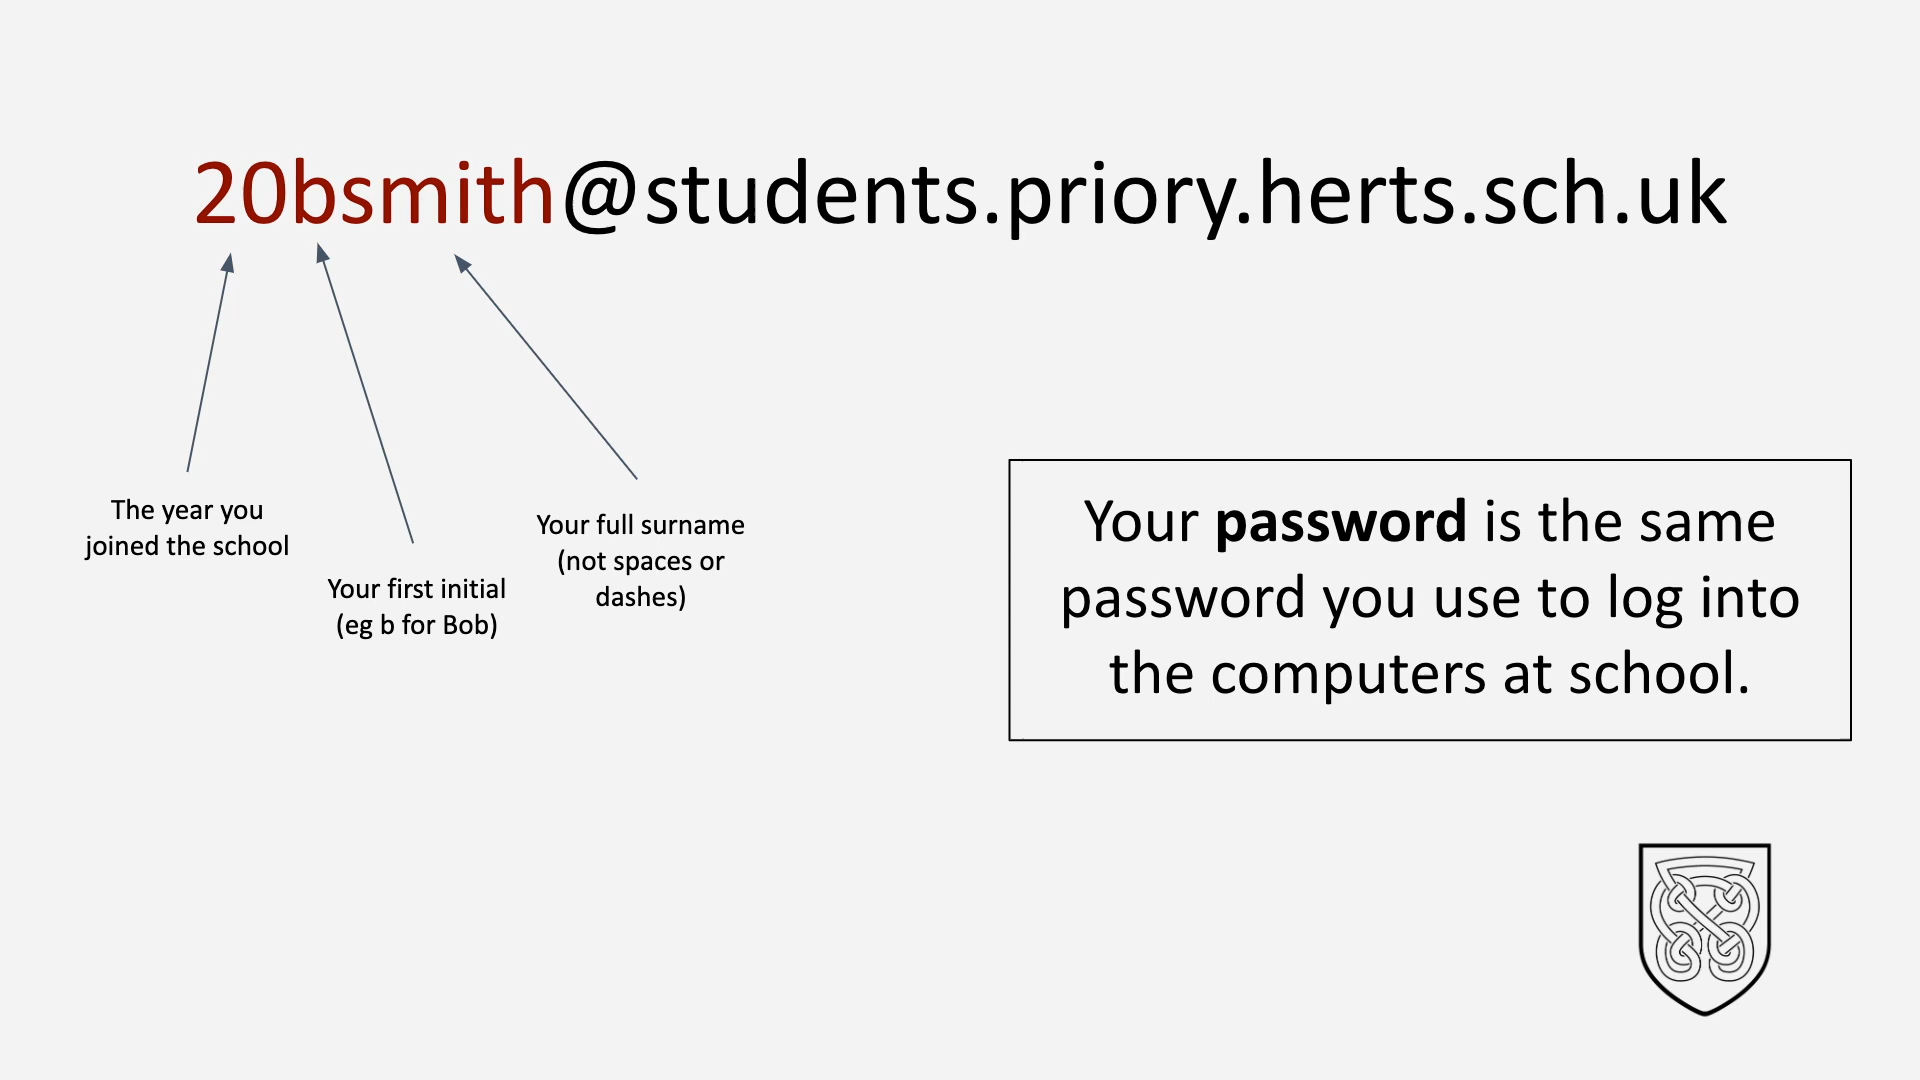 20bsmith@students.priory.herts.sch.uk
The year you
joined the school
Your first initial
(eg b for Bob)
Your full surname
(not spaces or
dashes)
Your password is the same
password you use to log into
the computers at school.